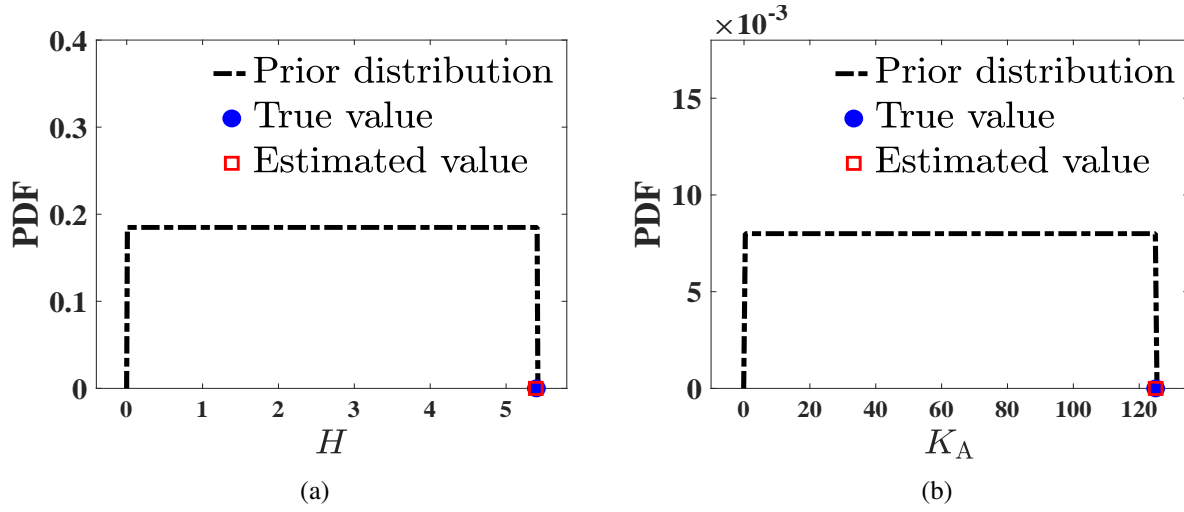 0.4
0.3
0.2
0.1
0
PDF
Prior distribution
True value
Estimated value
0 1 2 3 4 5
H
(a)
×10⁻³
15
10
5
0
PDF
Prior distribution
True value
Estimated value
0 20 40 60 80 100 120
K_A
(b)